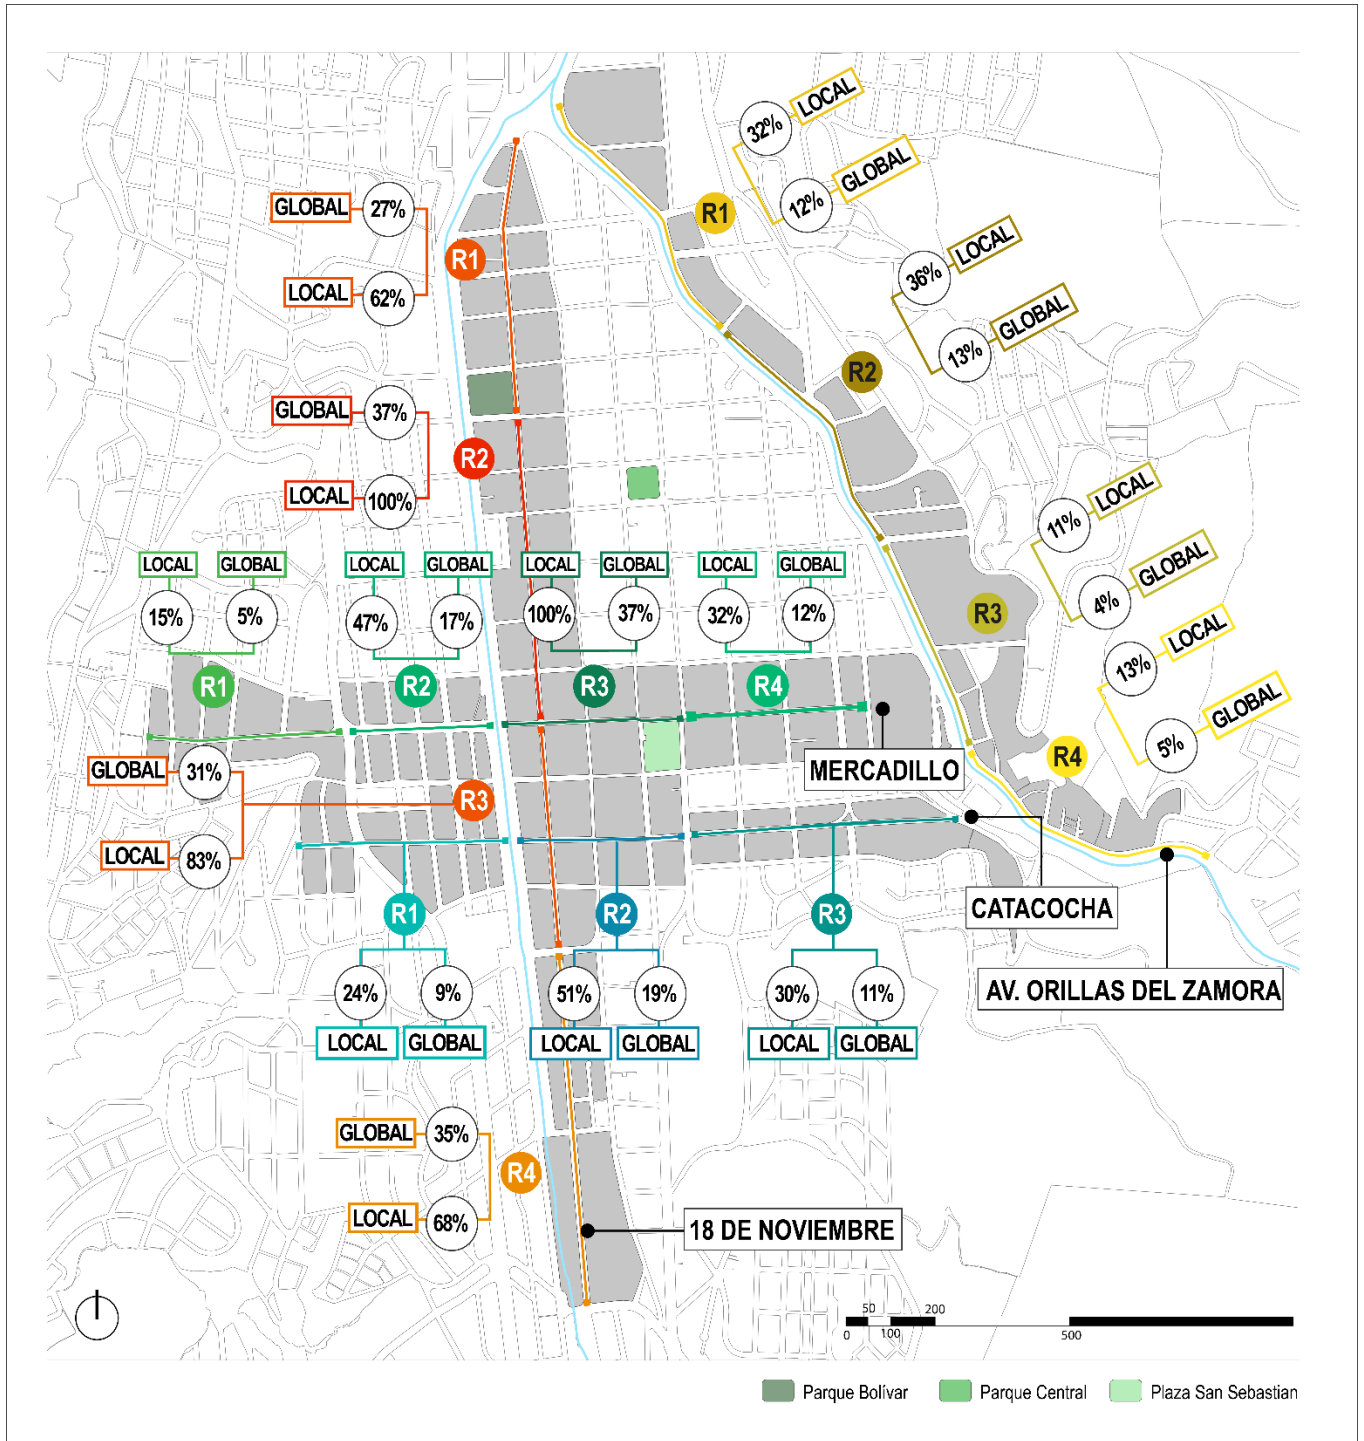 LOCAL
32%
GLOBAL
12%
R1
GLOBAL
27%
R1
LOCAL
62%
LOCAL
36%
GLOBAL
13%
R2
GLOBAL
37%
R2
LOCAL
100%
LOCAL
11%
GLOBAL
4%
R3
LOCAL
13%
GLOBAL
5%
R4
LOCAL GLOBAL LOCAL GLOBAL LOCAL GLOBAL LOCAL GLOBAL
15% 5% 47% 17% 100% 37% 32% 12%
R1 R2 R3 R4
MERCADILLO
GLOBAL
31%
R3
LOCAL
83%
CATACOCHA
AV. ORILLAS DEL ZAMORA
R1 R2 R3
24% 9% 51% 19% 30% 11%
LOCAL GLOBAL LOCAL GLOBAL LOCAL GLOBAL
GLOBAL
35%
R4
LOCAL
68%
18 DE NOVIEMBRE
50 200
0 100 500
Parque Bolívar Parque Central Plaza San Sebastian